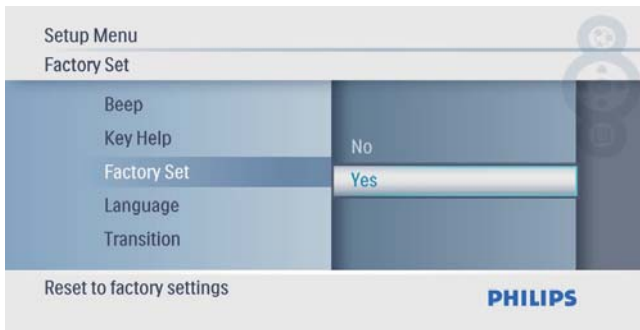 Setup Menu
Factory Set
Beep
Key Help
Factory Set
Language
Transition
No
Yes
Reset to factory settings
PHILIPS